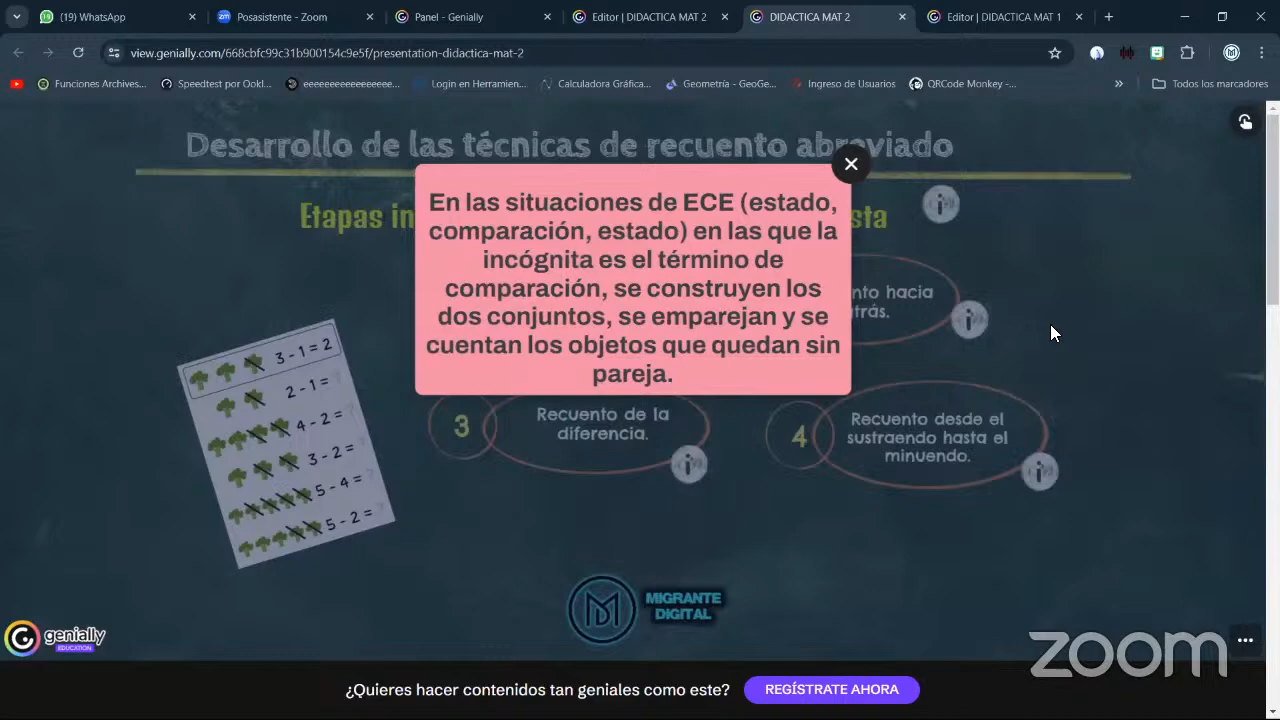 (19) WhatsApp
Posasistente - Zoom
Panel - Genially
Editor | DIDACTICA MAT 2
DIDACTICA MAT 2
Editor | DIDACTICA MAT 1
view.genially.com/668cbfc99c31b900154c9e5f/presentation-didactica-mat-2
Funciones Archives...
Speedtest por Ookl...
eeeeeeeeeeeeeeee...
Login en Herramien...
Calculadora Gráfica...
Geometría - GeoGe...
Ingreso de Usuarios
QRCode Monkey -...
Todos los marcadores
Desarrollo de las técnicas de recuento abreviado
Etapas in
sta
En las situaciones de ECE (estado,
comparación, estado) en las que la
incógnita es el término de
comparación, se construyen los
dos conjuntos, se emparejan y se
cuentan los objetos que quedan sin
pareja.
nto hacia
trás.
3 - 1 = 2
2 - 1 = ?
4 - 2 = ?
3 - 2 = ?
5 - 4 = ?
5 - 2 = ?
3
Recuento de la
diferencia.
4
Recuento desde el
sustraendo hasta el
minuendo.
MIGRANTE
DIGITAL
genially
EDUCATION
zoom
¿Quieres hacer contenidos tan geniales como este?
REGÍSTRATE AHORA